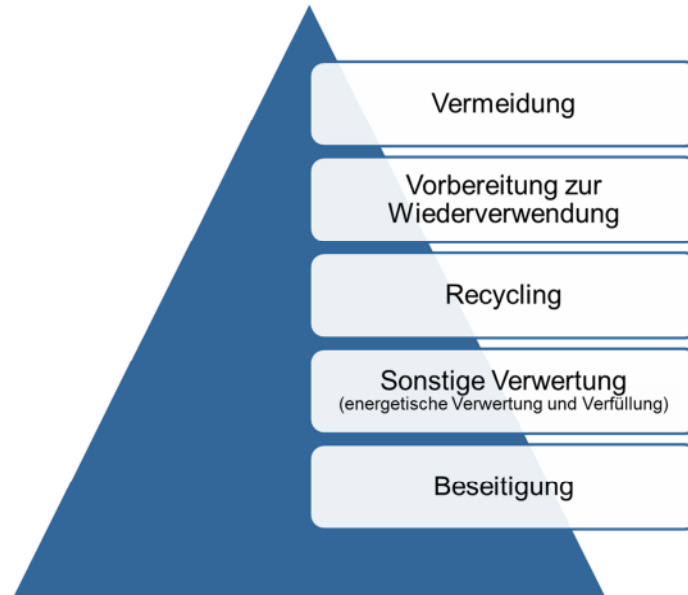 Vermeidung
Vorbereitung zur
Wiederverwendung
Recycling
Sonstige Verwertung
(energetische Verwertung und Verfüllung)
Beseitigung